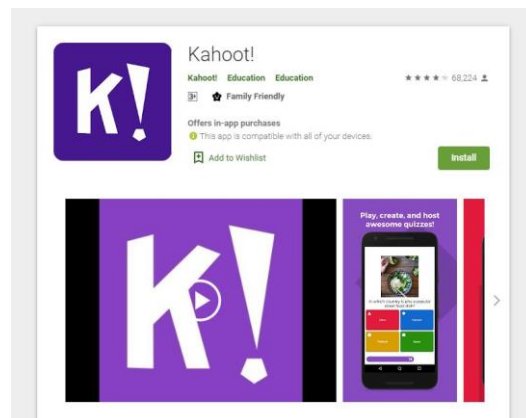 K!
Kahoot!
Kahoot! Education Education
68,224
3+
Family Friendly
Offers in-app purchases
This app is compatible with all of your devices.
Add to Wishlist
Install
K!
Play, create, and host
awesome quizzes!